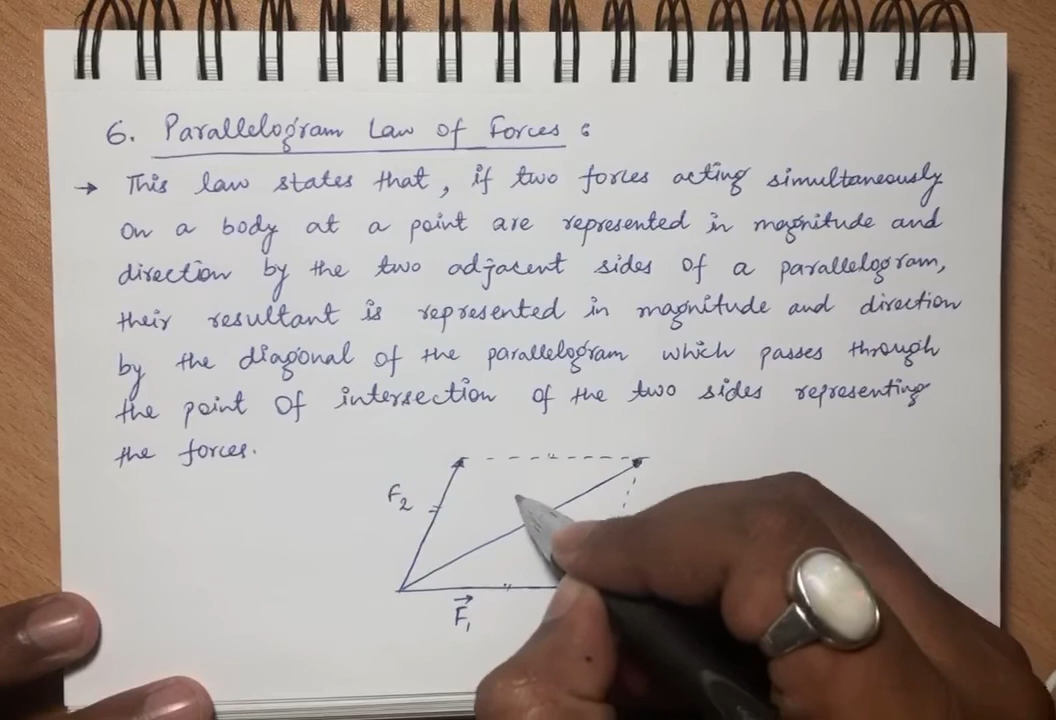 6. Parallelogram Law of Forces :
→ This law states that, if two forces acting simultaneously
on a body at a point are represented in magnitude and
direction by the two adjacent sides of a parallelogram,
their resultant is represented in magnitude and direction
by the diagonal of the parallelogram which passes through
the point of intersection of the two sides representing
the forces.
F₂
F₁